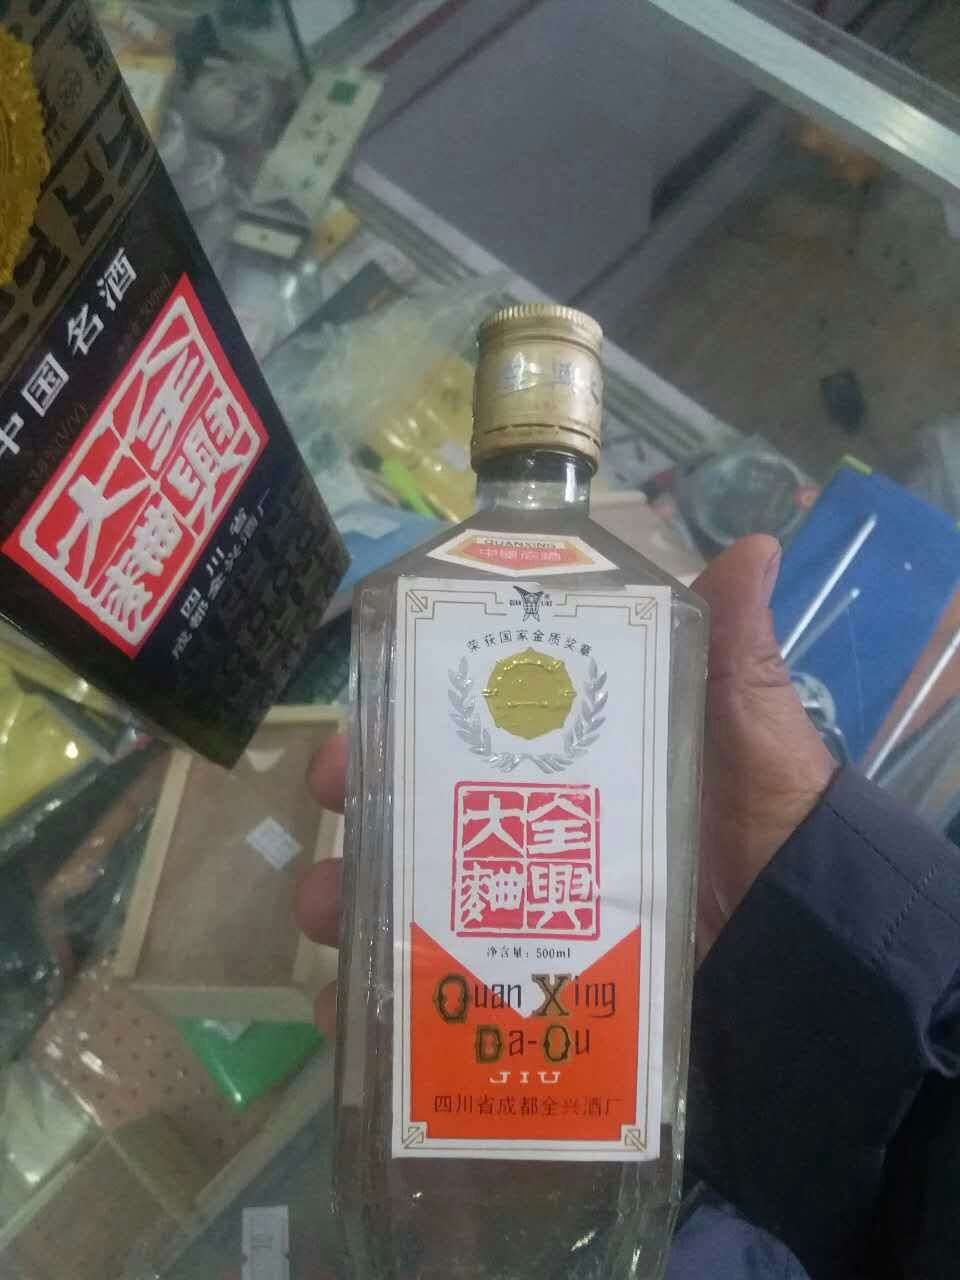 中国名酒
全興
大麯
四川省
成都全兴酒厂
QUANXING
中國名酒
荣获国家金质奖章
全興
大麯
净含量：500ml
Quan Xing
Da-Qu
JIU
四川省成都全兴酒厂